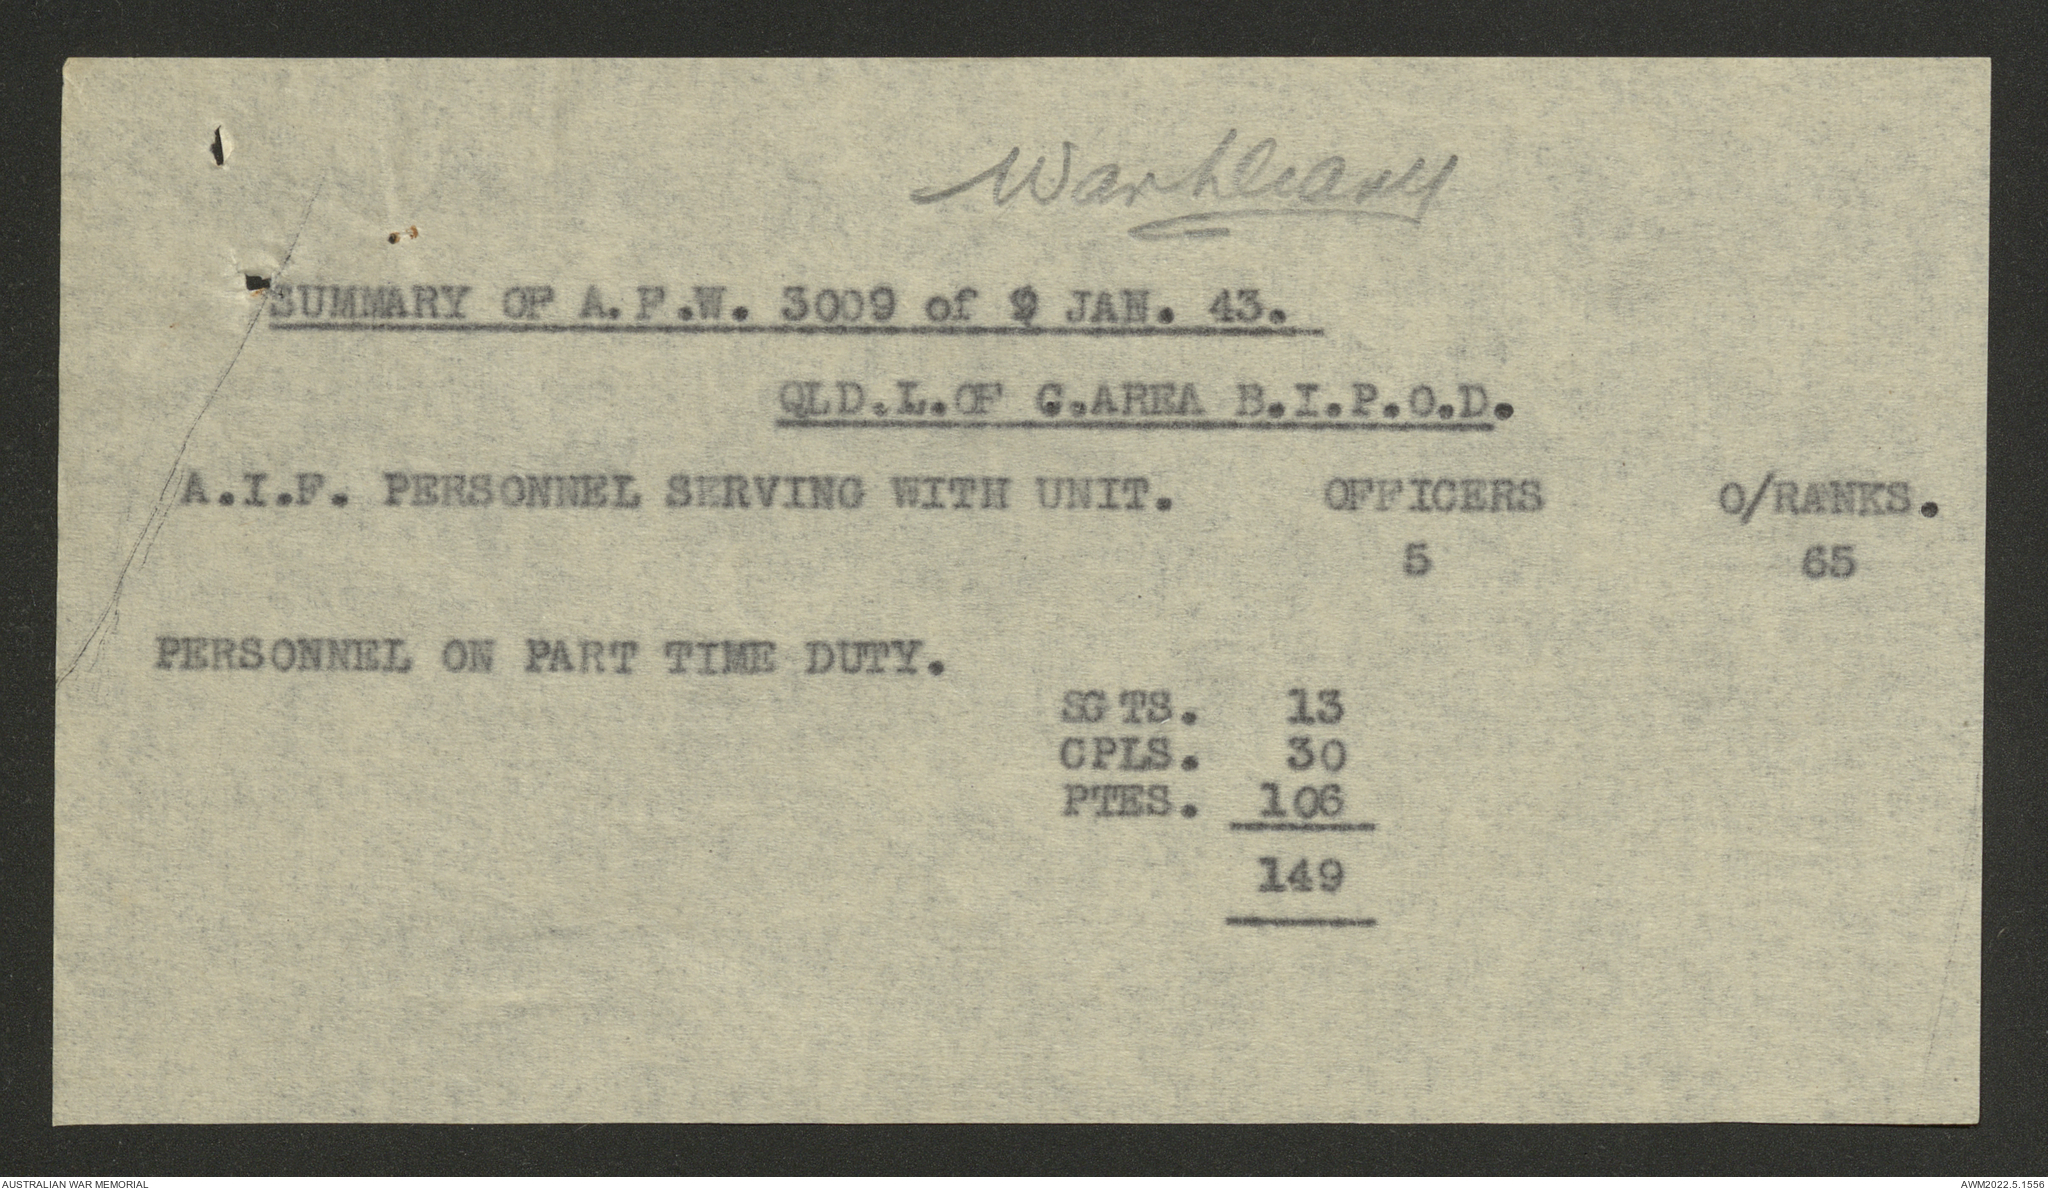 War Diary
SUMMARY OF A.F.W. 3009 of 9 JAN. 43.
QLD.L.OF C.AREA B.I.P.O.D.
A.I.F. PERSONNEL SERVING WITH UNIT. OFFICERS O/RANKS.
5 65
PERSONNEL ON PART TIME DUTY.
SGTS. 13
CPLS. 30
PTES. 106
149
AUSTRALIAN WAR MEMORIAL AWM2022.5.1556